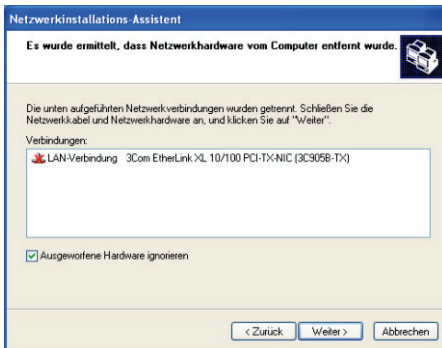 Netzwerkinstallations-Assistent
Es wurde ermittelt, dass Netzwerkhardware vom Computer entfernt wurde.
Die unten aufgeführten Netzwerkverbindungen wurden getrennt. Schließen Sie die
Netzwerkkabel und Netzwerkhardware an, und klicken Sie auf "Weiter".
Verbindungen:
LAN-Verbindung 3Com EtherLink XL 10/100 PCI-TX-NIC (3C905B-TX)
Ausgeworfene Hardware ignorieren
< Zurück Weiter > Abbrechen